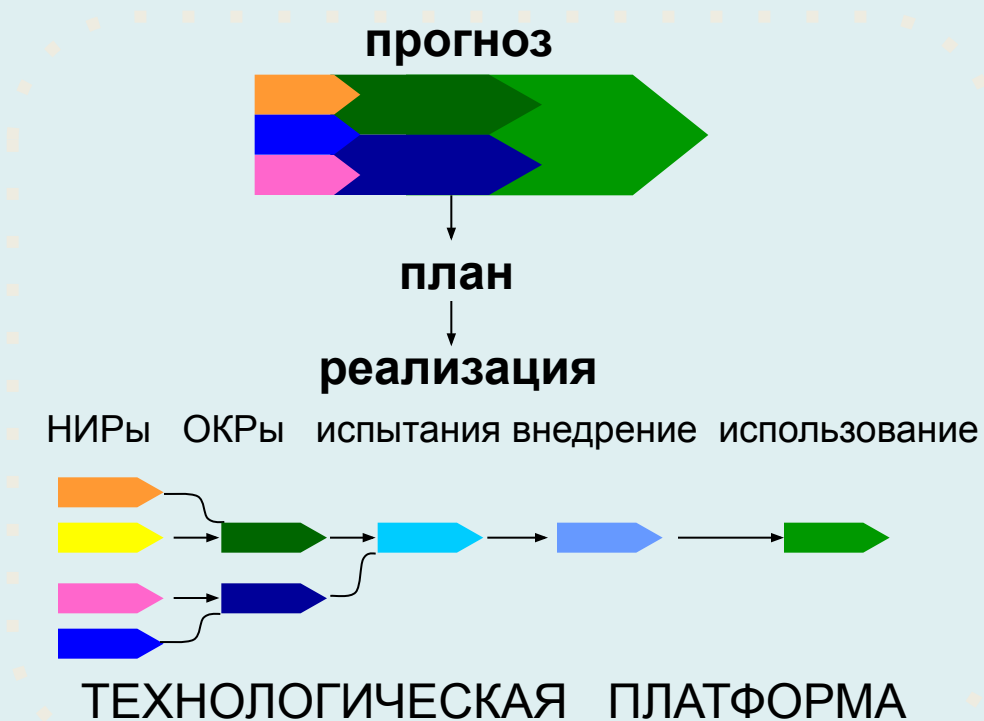 прогноз
план
реализация
НИРы ОКРы испытания внедрение использование
ТЕХНОЛОГИЧЕСКАЯ ПЛАТФОРМА